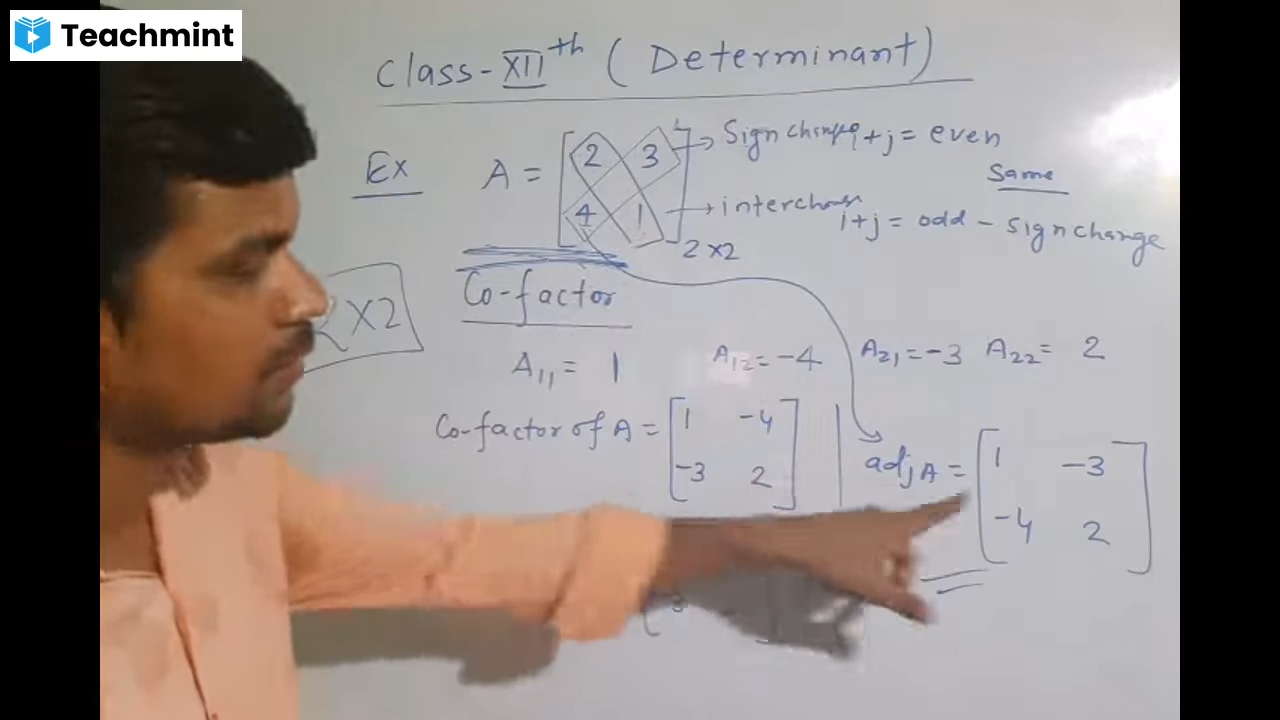 Teachmint
Class-XIIth (Determinant)
Ex A = [2 3
4 1] 2×2
→ Sign change
i+j = even
Same
→ interchange
i+j = odd - sign change
2×2
Co-factor
A11 = 1 A12 = -4 A21 = -3 A22 = 2
Co-factor of A = [1 -4
-3 2]
adj A = [1 -3
-4 2]